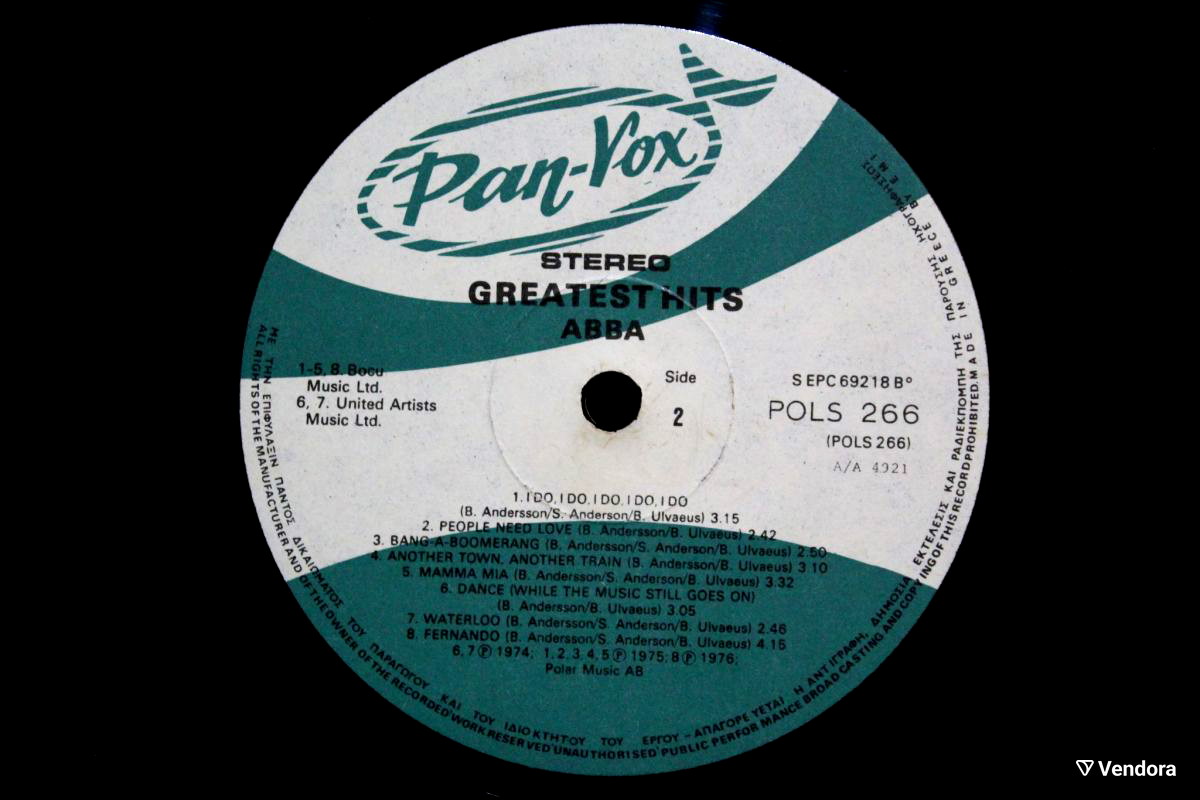 Pan-Vox
STEREO
GREATEST HITS
ABBA
1-5, 8. Bocu
Music Ltd.
6, 7. United Artists
Music Ltd.
Side
2
S EPC 69218 Bº
POLS 266
(POLS 266)
A/A 4921
1. I DO, I DO, I DO, I DO, I DO
(B. Andersson/S. Anderson/B. Ulvaeus) 3.15
2. PEOPLE NEED LOVE (B. Andersson/B. Ulvaeus) 2.42
3. BANG-A-BOOMERANG (B. Andersson/S. Anderson/B. Ulvaeus) 2.50
4. ANOTHER TOWN, ANOTHER TRAIN (B. Andersson/B. Ulvaeus) 3.10
5. MAMMA MIA (B. Andersson/S. Anderson/B. Ulvaeus) 3.32
6. DANCE (WHILE THE MUSIC STILL GOES ON)
(B. Andersson/B. Ulvaeus) 3.05
7. WATERLOO (B. Andersson/S. Anderson/B. Ulvaeus) 2.46
8. FERNANDO (B. Andersson/S. Anderson/B. Ulvaeus) 4.15
6, 7 ℗ 1974; 1, 2, 3, 4, 5 ℗ 1975; 8 ℗ 1976;
Polar Music AB
ΜΕ ΤΗΝ ΕΠΙΦΥΛΑΞΙΝ ΠΑΝΤΟΣ ΔΙΚΑΙΩΜΑΤΟΣ ΤΟΥ ΠΑΡΑΓΩΓΟΥ ΚΑΙ ΤΟΥ ΙΔΙΟΚΤΗΤΟΥ ΤΟΥ ΕΡΓΟΥ - ΑΠΑΓΟΡΕΥΕΤΑΙ Η ΑΝΤΙΓΡΑΦΗ, ΔΗΜΟΣΙΑ ΕΚΤΕΛΕΣΙΣ ΚΑΙ ΡΑΔΙΕΚΠΟΜΠΗ ΤΗΣ ΠΑΡΟΥΣΗΣ ΗΧΟΓΡΑΦΗΣΕΩΣ
ALL RIGHTS OF THE MANUFACTURER AND OF THE OWNER OF THE RECORDED WORK RESERVED UNAUTHORISED PUBLIC PERFORMANCE BROADCASTING AND COPYING OF THIS RECORD PROHIBITED. MADE IN GREECE BY EMI
Vendora